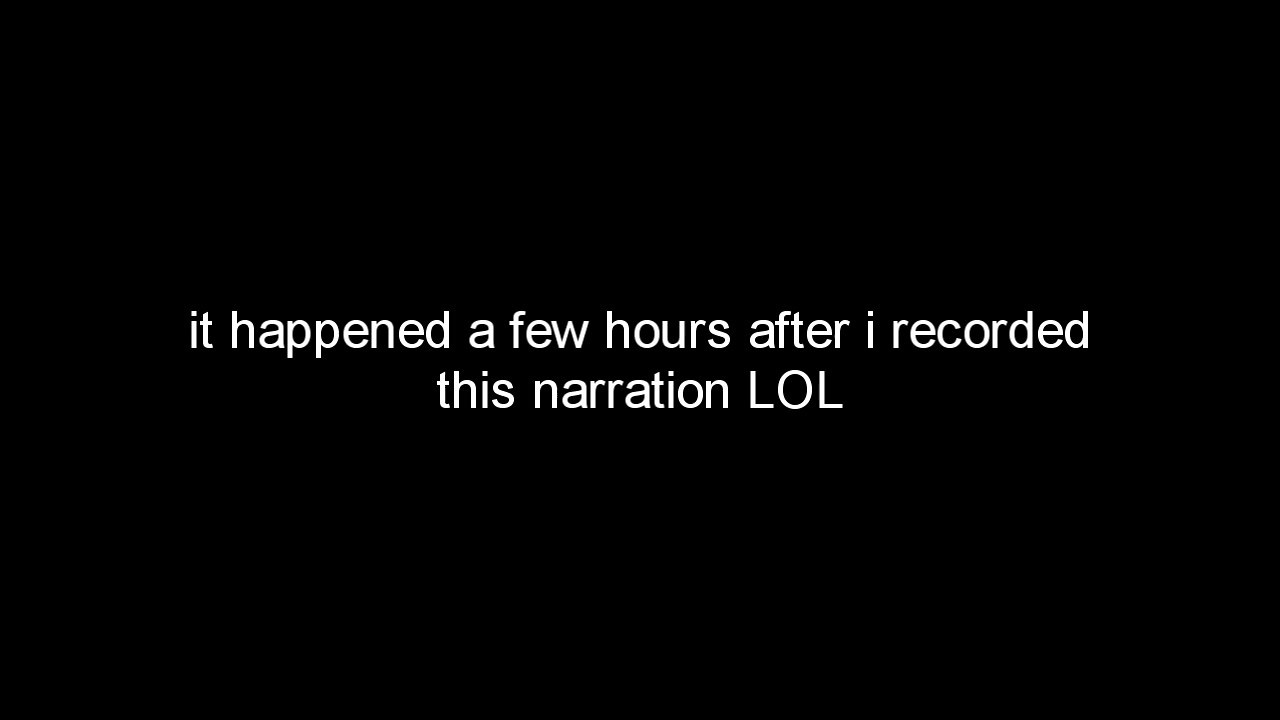 it happened a few hours after i recorded
this narration LOL